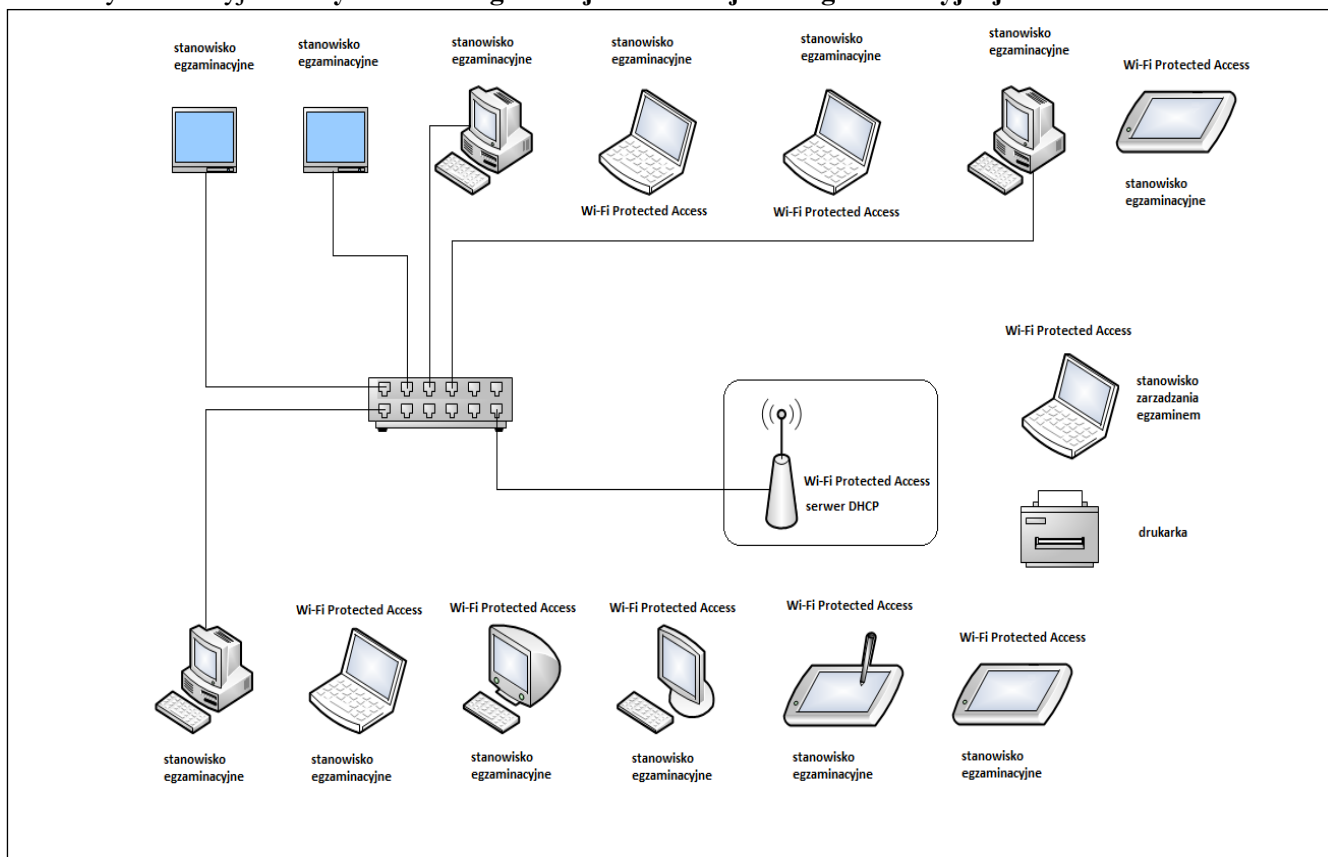 stanowisko
egzaminacyjne
stanowisko
egzaminacyjne
stanowisko
egzaminacyjne
stanowisko
egzaminacyjne
stanowisko
egzaminacyjne
stanowisko
egzaminacyjne
Wi-Fi Protected Access
Wi-Fi Protected Access
Wi-Fi Protected Access
stanowisko
egzaminacyjne
Wi-Fi Protected Access
stanowisko
zarzadzania
egzaminem
Wi-Fi Protected Access
serwer DHCP
drukarka
Wi-Fi Protected Access
Wi-Fi Protected Access
Wi-Fi Protected Access
Wi-Fi Protected Access
Wi-Fi Protected Access
stanowisko
egzaminacyjne
stanowisko
egzaminacyjne
stanowisko
egzaminacyjne
stanowisko
egzaminacyjne
stanowisko
egzaminacyjne
stanowisko
egzaminacyjne